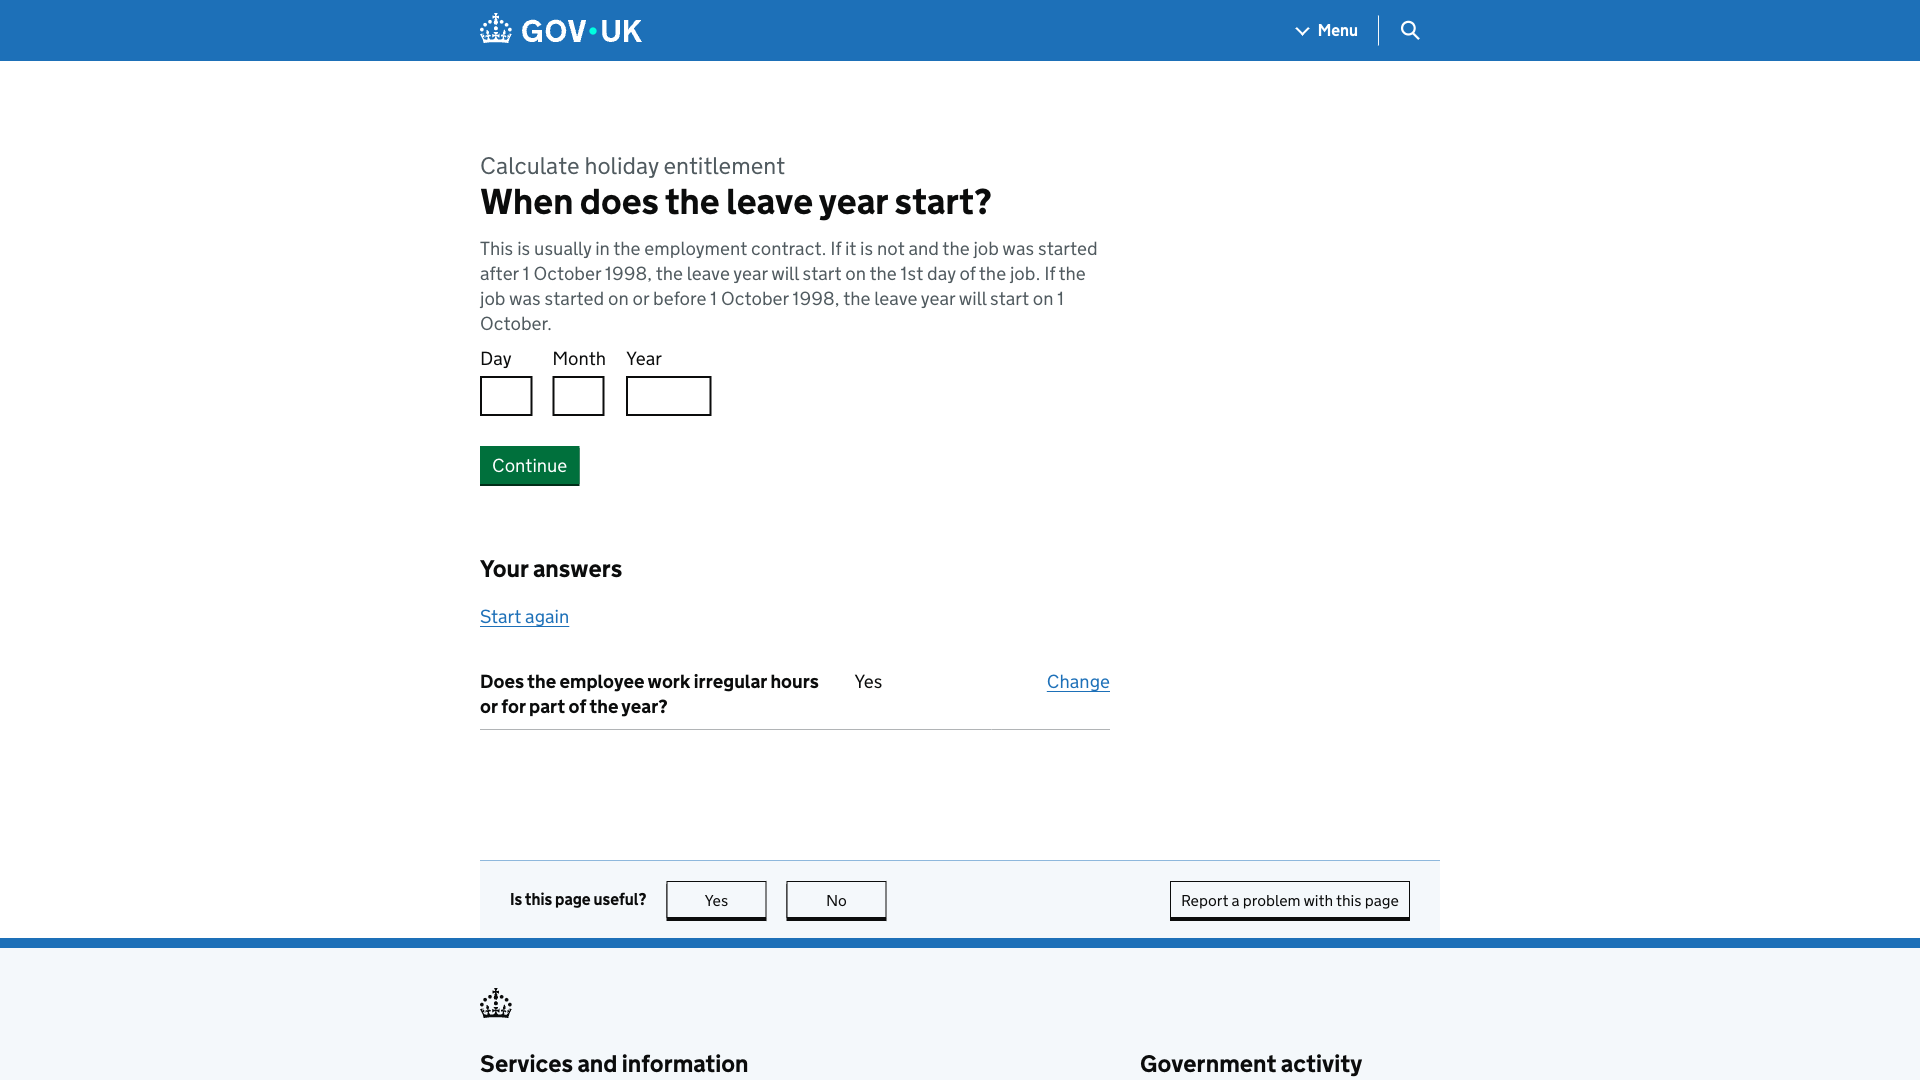 GOV•UK
Menu
Calculate holiday entitlement
When does the leave year start?
This is usually in the employment contract. If it is not and the job was started
after 1 October 1998, the leave year will start on the 1st day of the job. If the
job was started on or before 1 October 1998, the leave year will start on 1
October.
Day Month Year
Continue
Your answers
Start again
Does the employee work irregular hours Yes Change
or for part of the year?
Is this page useful? Yes No Report a problem with this page
Services and information Government activity